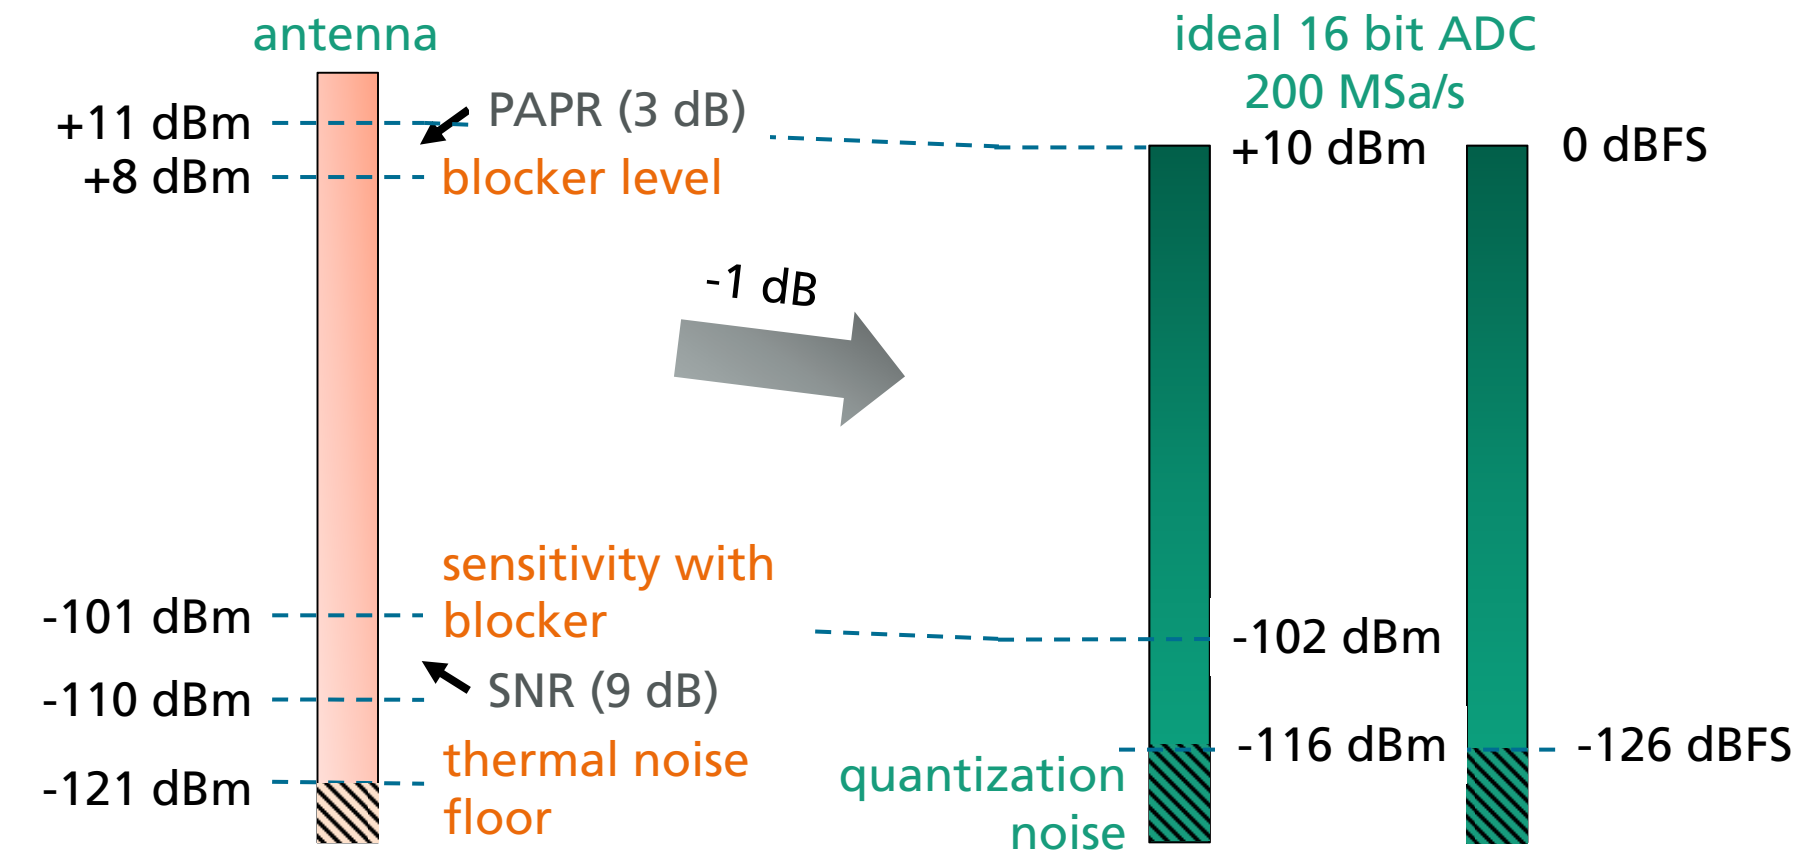 antenna
+11 dBm
PAPR (3 dB)
+8 dBm
blocker level
-1 dB
sensitivity with
blocker
-101 dBm
SNR (9 dB)
-110 dBm
thermal noise
floor
-121 dBm
ideal 16 bit ADC
200 MSa/s
+10 dBm
0 dBFS
-102 dBm
-116 dBm
-126 dBFS
quantization
noise